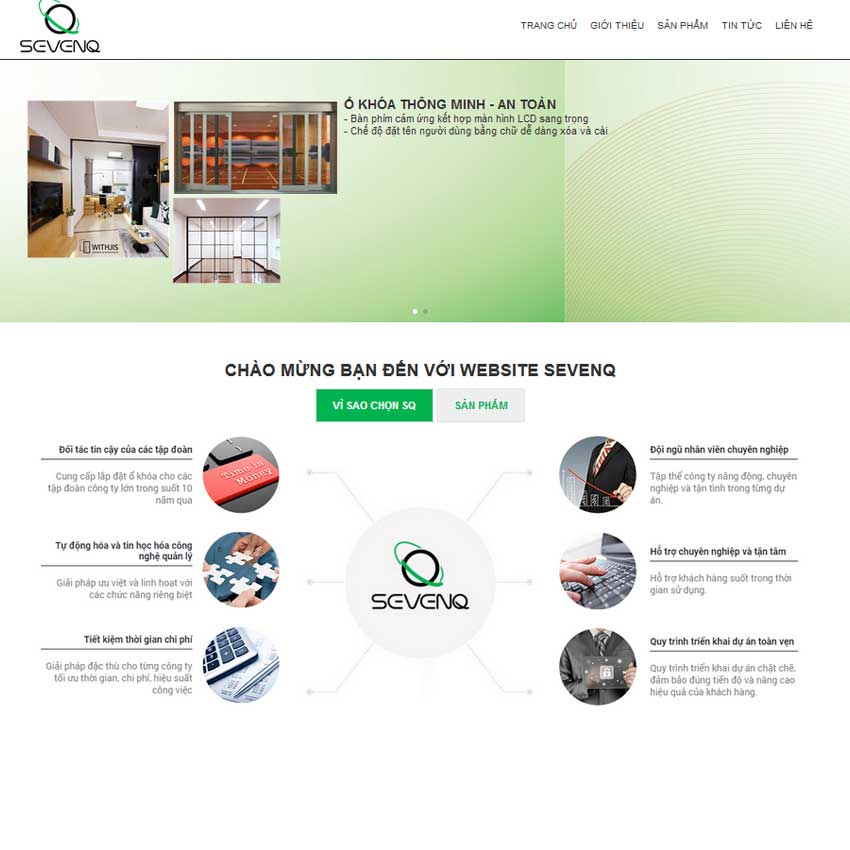 SEVENQ
TRANG CHỦ GIỚI THIỆU SẢN PHẨM TIN TỨC LIÊN HỆ
Ổ KHÓA THÔNG MINH - AN TOÀN
- Bàn phím cảm ứng kết hợp màn hình LCD sang trọng
- Chế độ đặt tên người dùng bằng chữ dễ dàng xóa và cài
WITHJIS
CHÀO MỪNG BẠN ĐẾN VỚI WEBSITE SEVENQ
VÌ SAO CHỌN SQ
SẢN PHẨM
Đối tác tin cậy của các tập đoàn
Cung cấp lắp đặt ổ khóa cho các
tập đoàn công ty lớn trong suốt 10
năm qua
Time is
Money
Tự động hóa và tin học hóa công
nghệ quản lý
Giải pháp ưu việt và linh hoạt với
các chức năng riêng biệt
Tiết kiệm thời gian chi phí
Giải pháp đặc thù cho từng công ty
tối ưu thời gian, chi phí, hiệu suất
công việc
SEVENQ
Đội ngũ nhân viên chuyên nghiệp
Tập thể công ty năng động, chuyên
nghiệp và tận tình trong từng dự
án.
Hỗ trợ chuyên nghiệp và tận tâm
Hỗ trợ khách hàng suốt trong thời
gian sử dụng.
Quy trình triển khai dự án toàn vẹn
Quy trình triển khai dự án chặt chẽ,
đảm bảo đúng tiến độ và nâng cao
hiệu quả của khách hàng.